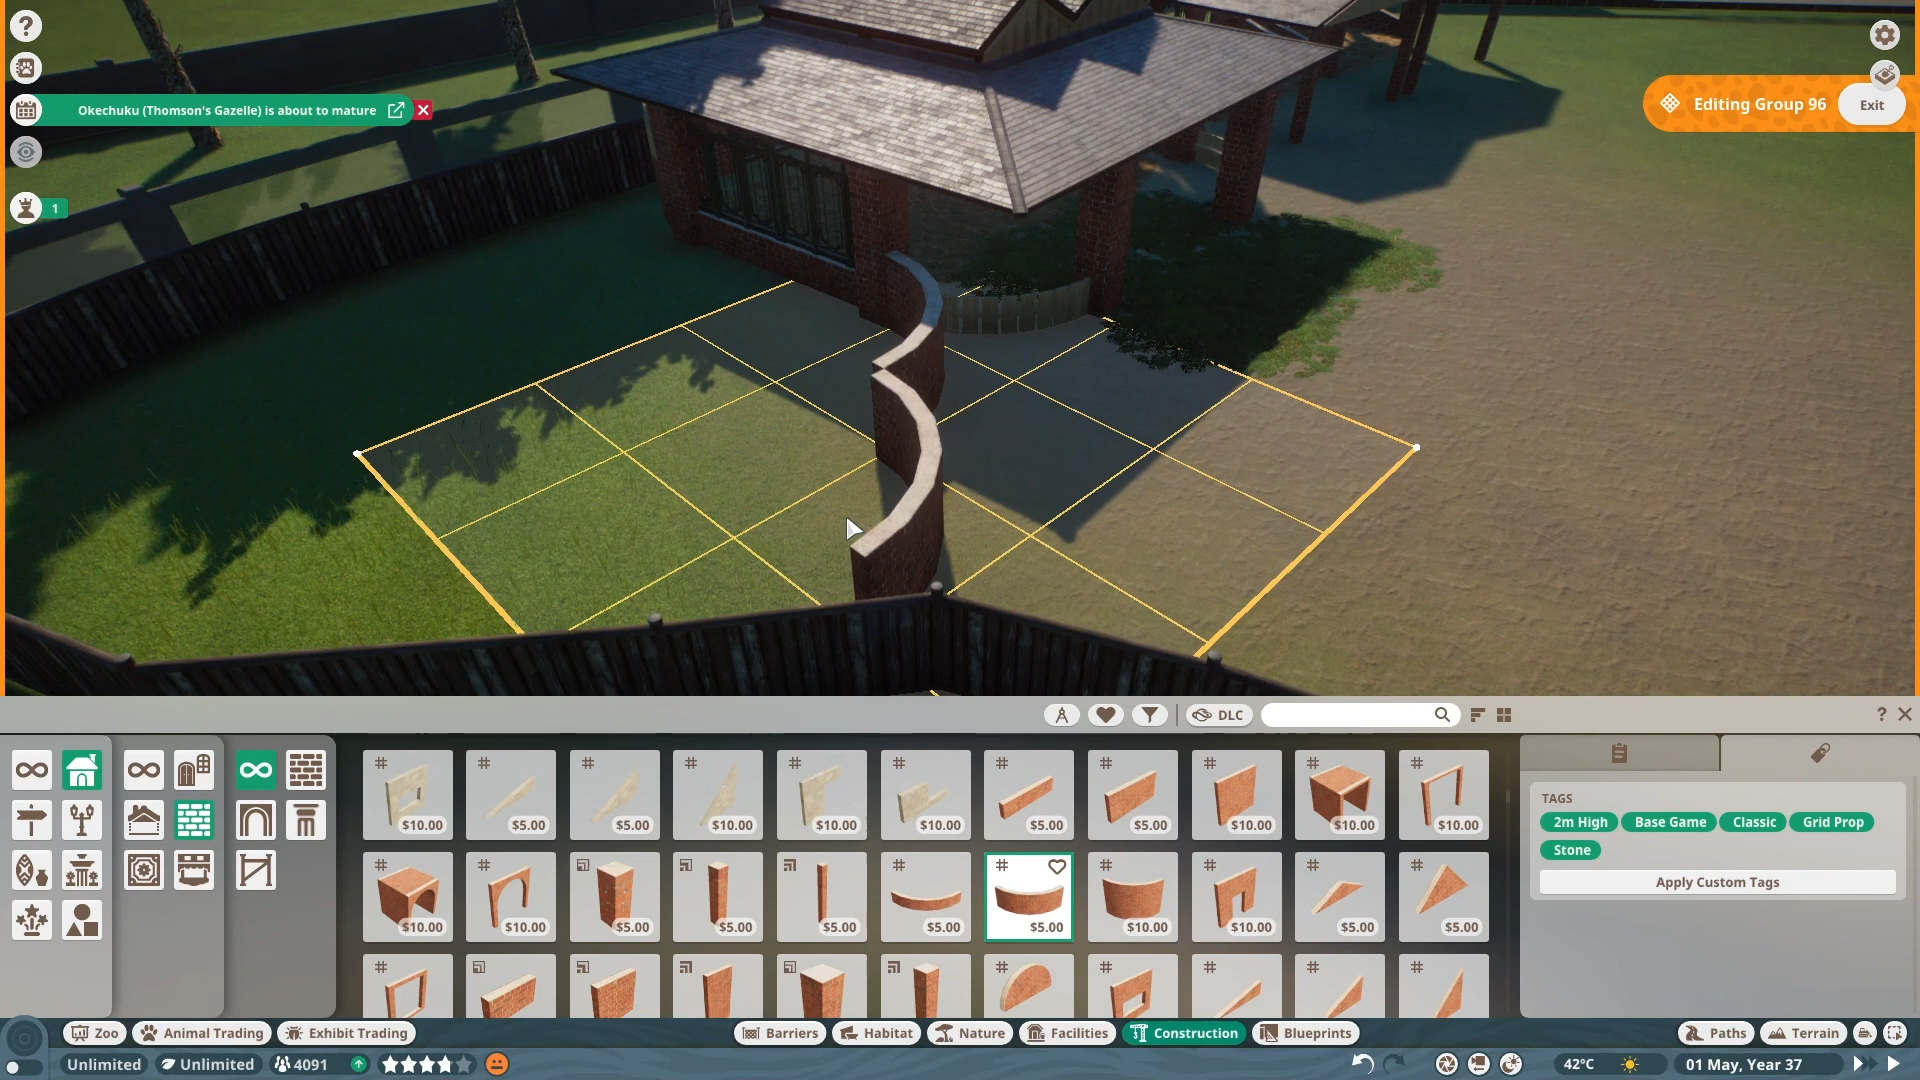 ?
Okechuku (Thomson's Gazelle) is about to mature
1
Editing Group 96
Exit
DLC
?
$10.00 $5.00 $5.00 $10.00 $10.00 $10.00 $5.00 $5.00 $10.00 $10.00 $10.00
$10.00 $10.00 $5.00 $5.00 $5.00 $5.00 $5.00 $10.00 $10.00 $5.00 $5.00
TAGS
2m High Base Game Classic Grid Prop
Stone
Apply Custom Tags
Zoo Animal Trading Exhibit Trading Barriers Habitat Nature Facilities Construction Blueprints Paths Terrain
Unlimited Unlimited 4091 42°C 01 May, Year 37